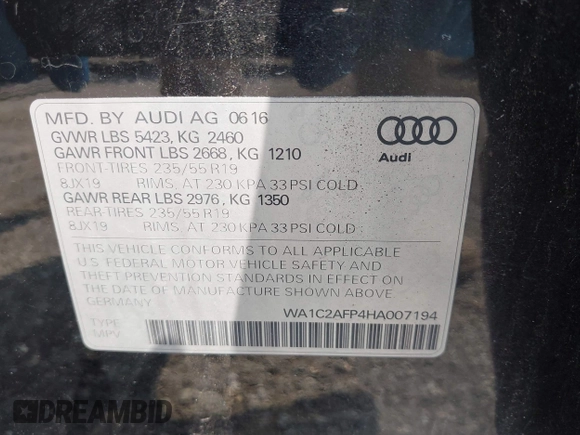 MFD. BY AUDI AG 06 16
GVWR LBS 5423, KG 2460
GAWR FRONT LBS 2668, KG 1210
FRONT-TIRES 235/55 R19
8JX19 RIMS, AT 230 KPA 33 PSI COLD
GAWR REAR LBS 2976, KG 1350
REAR-TIRES 235/55 R19
8JX19 RIMS, AT 230 KPA 33 PSI COLD
Audi
THIS VEHICLE CONFORMS TO ALL APPLICABLE
U.S. FEDERAL MOTOR VEHICLE SAFETY AND
THEFT PREVENTION STANDARDS IN EFFECT ON
THE DATE OF MANUFACTURE SHOWN ABOVE.
GERMANY
WA1C2AFP4HA007194
TYPE
MPV
DREAMBID